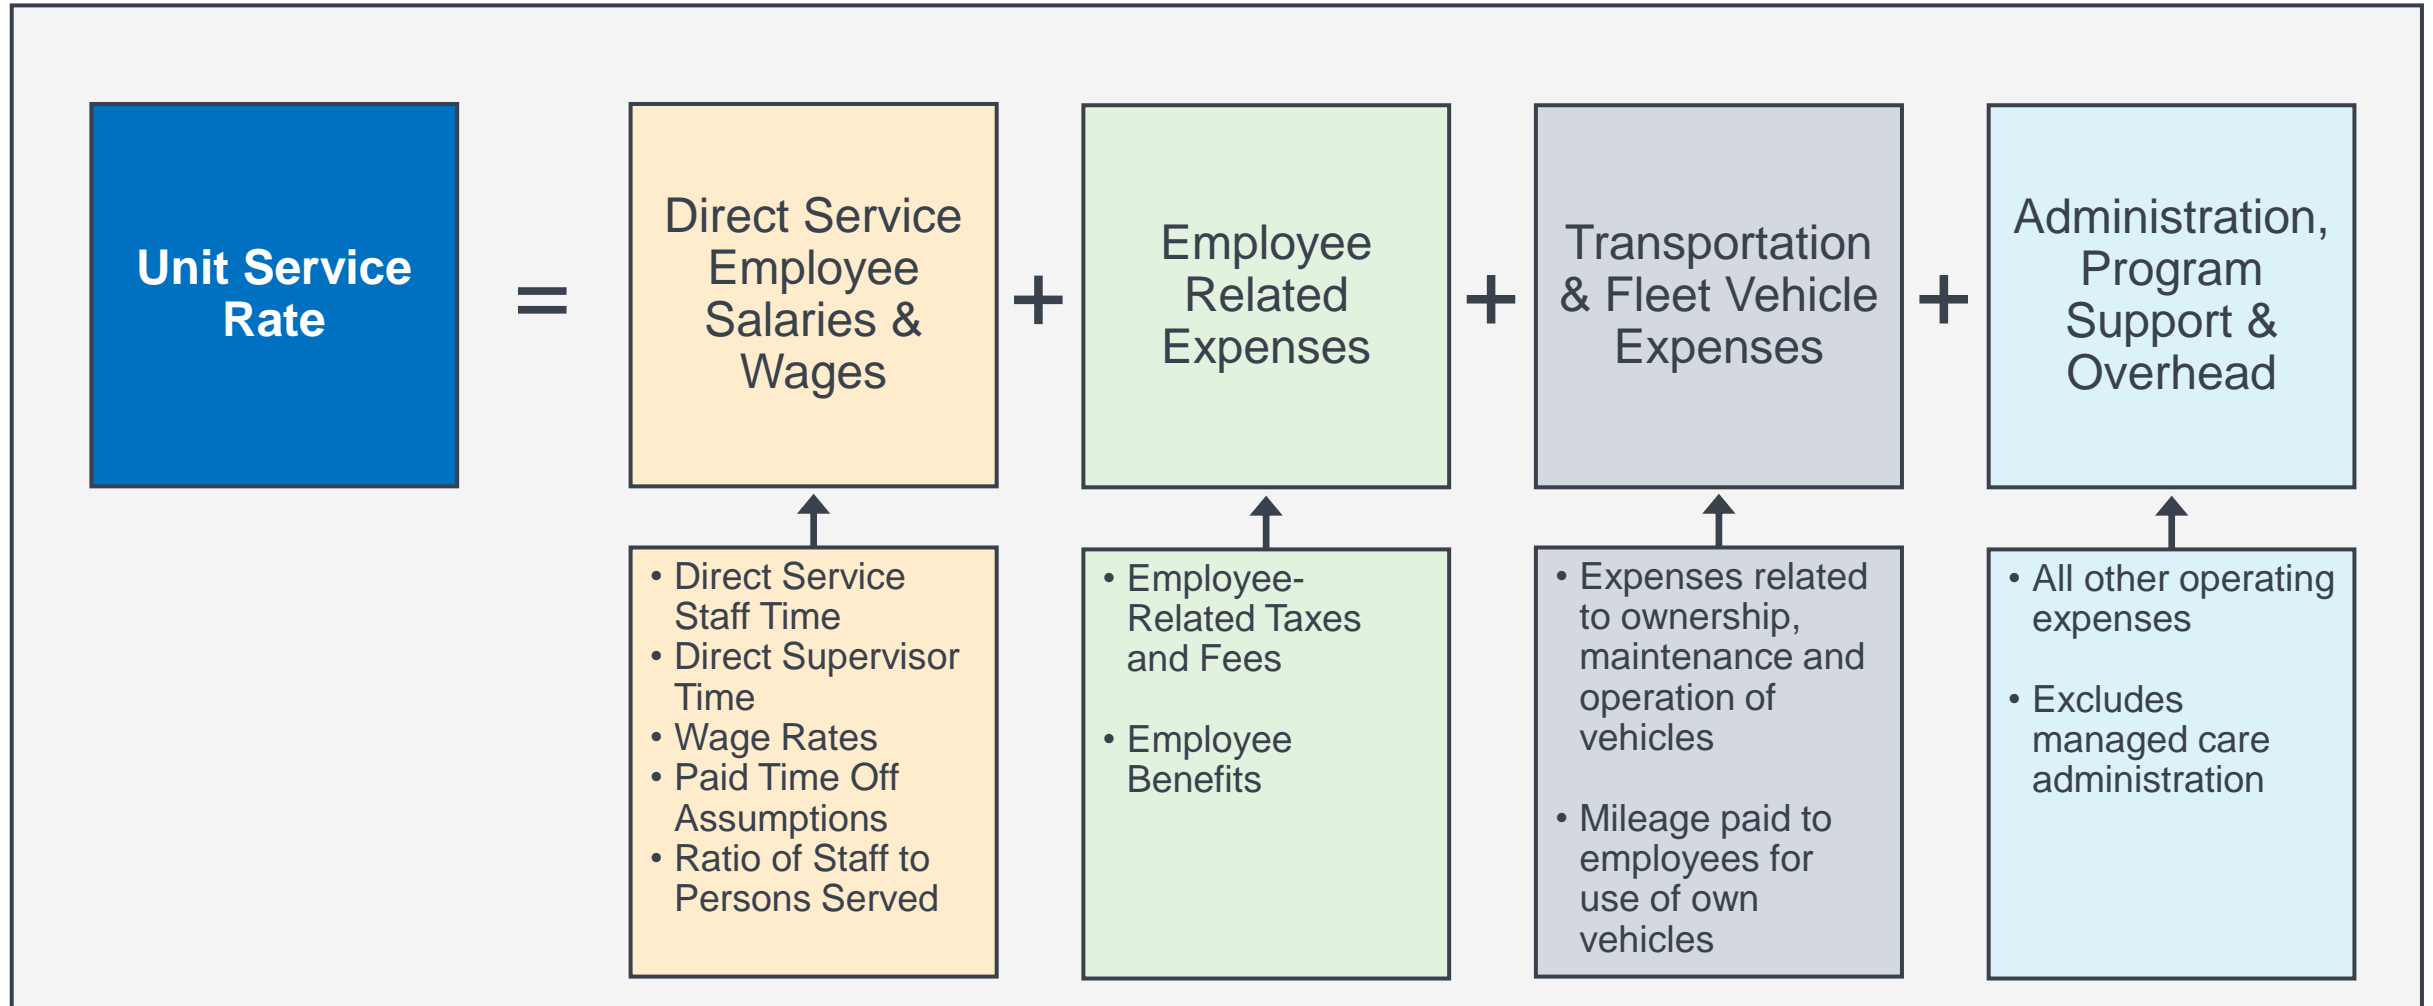 Unit Service
Rate
=
Direct Service
Employee
Salaries &
Wages
+
Employee
Related
Expenses
+
Transportation
& Fleet Vehicle
Expenses
+
Administration,
Program
Support &
Overhead
• Direct Service
Staff Time
• Direct Supervisor
Time
• Wage Rates
• Paid Time Off
Assumptions
• Ratio of Staff to
Persons Served
• Employee-
Related Taxes
and Fees
• Employee
Benefits
• Expenses related
to ownership,
maintenance and
operation of
vehicles
• Mileage paid to
employees for
use of own
vehicles
• All other operating
expenses
• Excludes
managed care
administration